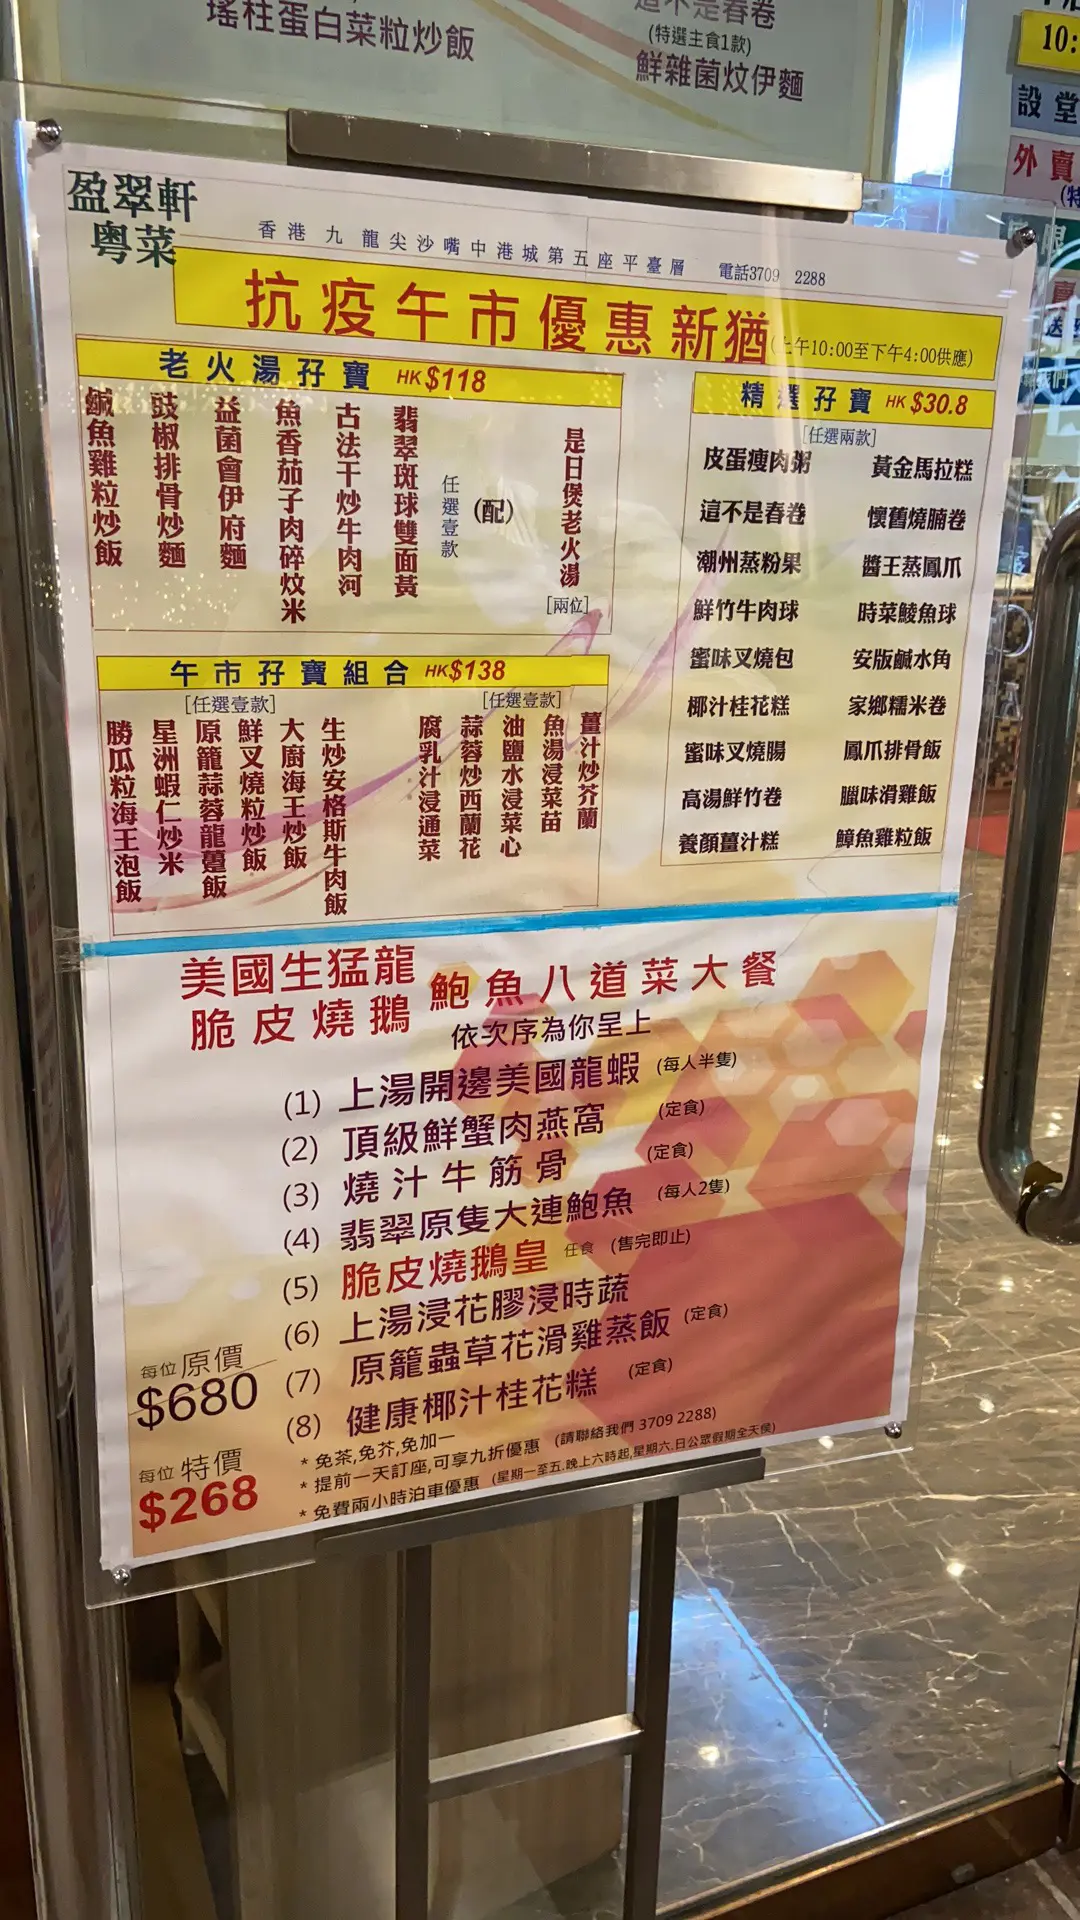 瑤柱蛋白菜粒炒飯
這不是春卷
(特選主食1款)
鮮雜菌炆伊麵
10:
設堂
外賣
盈翠軒
粵菜
香港九龍尖沙嘴中港城第五座平臺層 電話3709 2288
抗疫午市優惠新猶(上午10:00至下午4:00供應)
老火湯孖寶 HK$118
鹹魚雞粒炒飯
豉椒排骨炒麵
益菌會伊府麵
魚香茄子肉碎炆米
古法干炒牛肉河
翡翠斑球雙面黃
任選壹款
(配)
是日煲老火湯
[兩位]
精選孖寶 HK$30.8
[任選兩款]
皮蛋瘦肉粥 黃金馬拉糕
這不是春卷 懷舊燒腩卷
潮州蒸粉果 醬王蒸鳳爪
鮮竹牛肉球 時菜鯪魚球
蜜味叉燒包 安版鹹水角
椰汁桂花糕 家鄉糯米卷
蜜味叉燒腸 鳳爪排骨飯
高湯鮮竹卷 臘味滑雞飯
養顏薑汁糕 鱆魚雞粒飯
午市孖寶組合 HK$138
[任選壹款]
勝瓜粒海王泡飯
星洲蝦仁炒米
原籠蒜蓉龍躉飯
鮮叉燒粒炒飯
大廚海王炒飯
生炒安格斯牛肉飯
[任選壹款]
腐乳汁浸通菜
蒜蓉炒西蘭花
油鹽水浸菜心
魚湯浸菜苗
薑汁炒芥蘭
美國生猛龍
脆皮燒鵝
鮑魚八道菜大餐
依次序為你呈上
(1) 上湯開邊美國龍蝦 (每人半隻)
(2) 頂級鮮蟹肉燕窩 (定食)
(3) 燒汁牛筋骨 (定食)
(4) 翡翠原隻大連鮑魚 (每人2隻)
(5) 脆皮燒鵝皇 任食 (售完即止)
(6) 上湯浸花膠浸時蔬
(7) 原籠蟲草花滑雞蒸飯 (定食)
(8) 健康椰汁桂花糕 (定食)
每位原價
$680
每位特價
$268
*免茶,免芥,免加一
*提前一天訂座,可享九折優惠 (請聯絡我們 3709 2288)
*免費兩小時泊車優惠 (星期一至五.晚上六時起,星期六.日公眾假期全天侯)